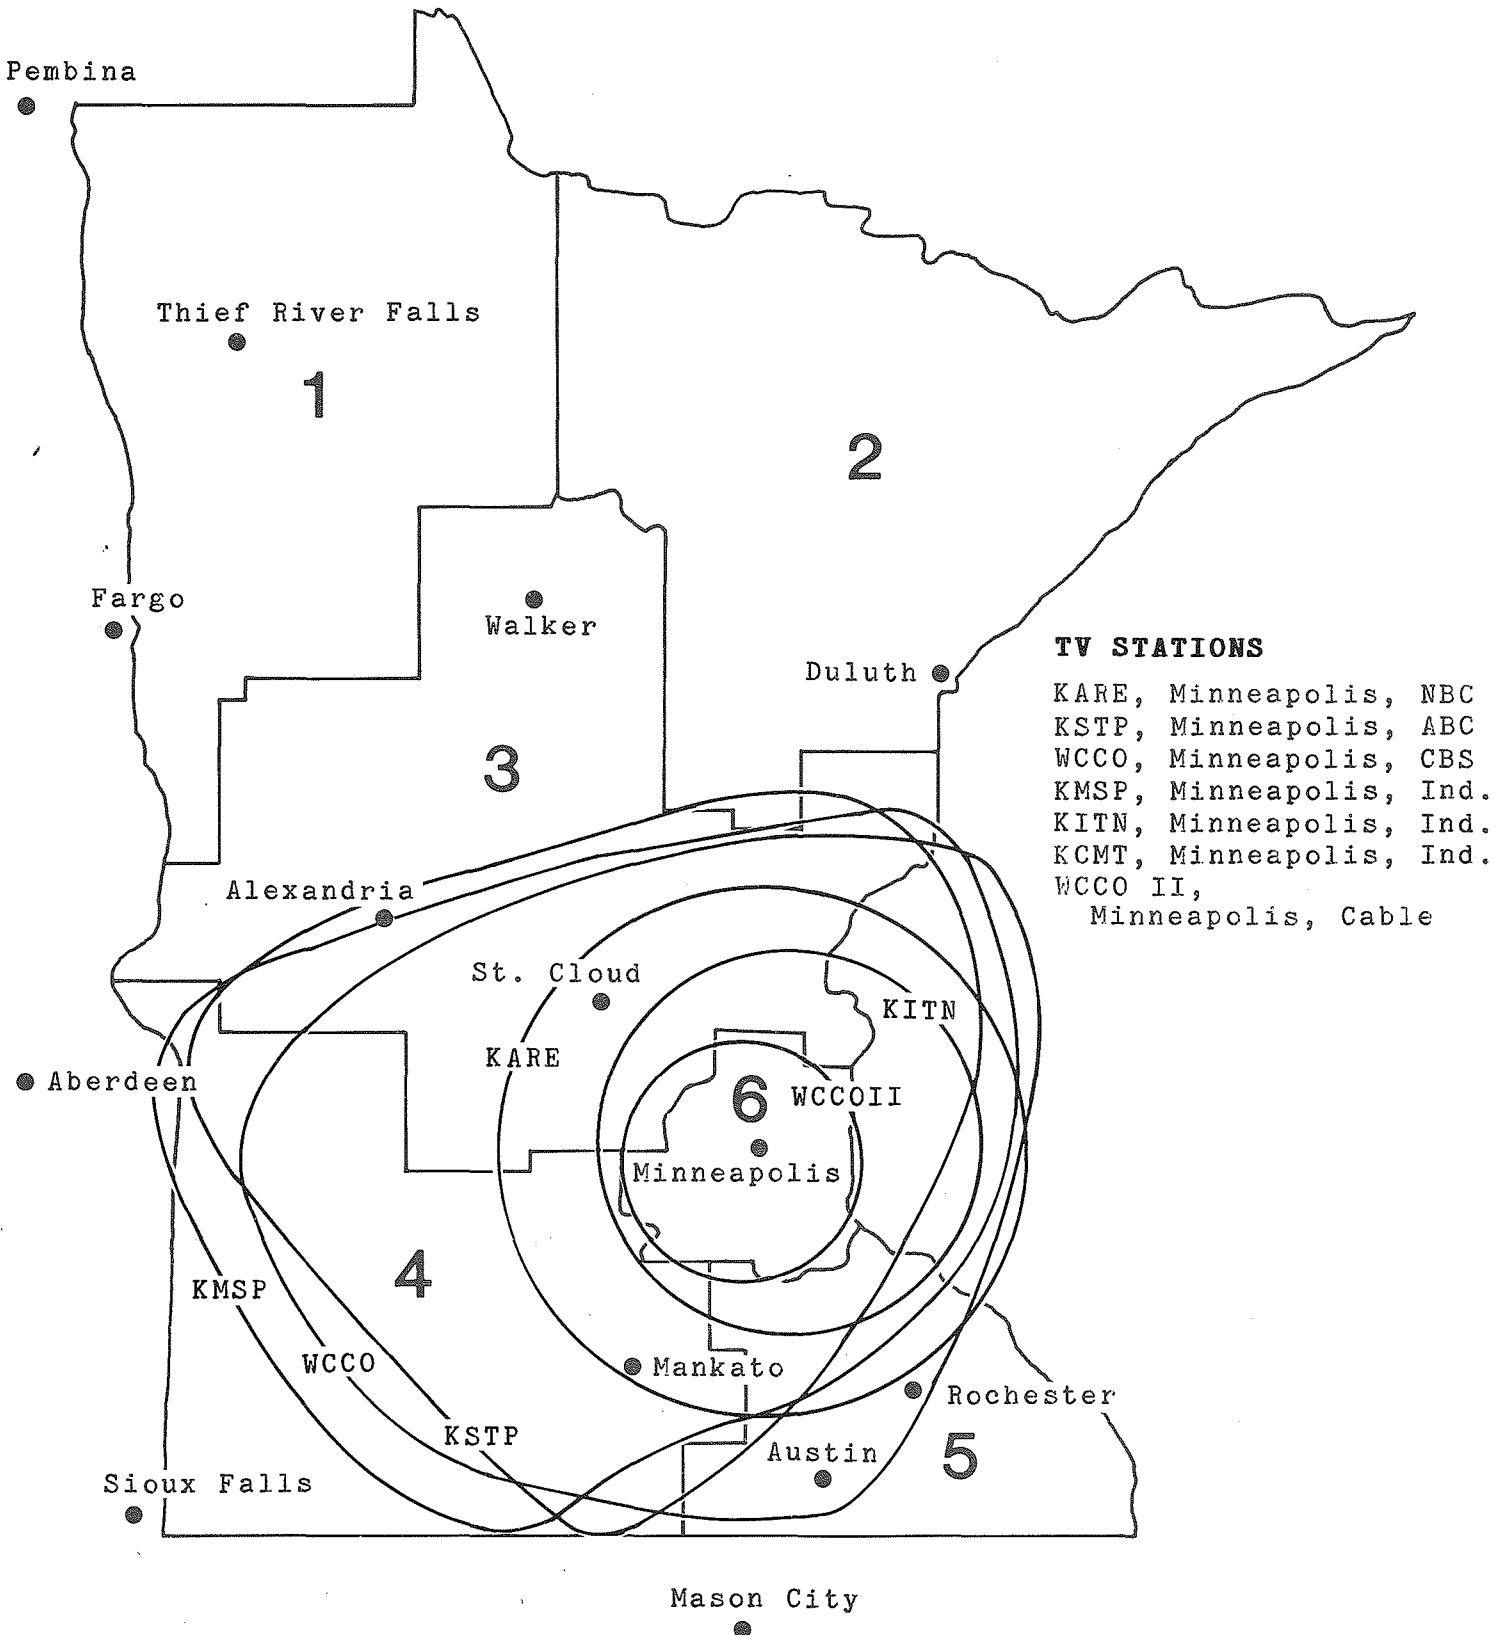 Pembina
Thief River Falls
1
2
Fargo
Walker
Duluth
TV STATIONS
KARE, Minneapolis, NBC
KSTP, Minneapolis, ABC
WCCO, Minneapolis, CBS
KMSP, Minneapolis, Ind.
KITN, Minneapolis, Ind.
KCMT, Minneapolis, Ind.
WCCO II,
Minneapolis, Cable
3
Alexandria
St. Cloud
KITN
KARE
Aberdeen
6
WCCOII
Minneapolis
4
KMSP
WCCO
Mankato
Rochester
KSTP
Austin
5
Sioux Falls
Mason City